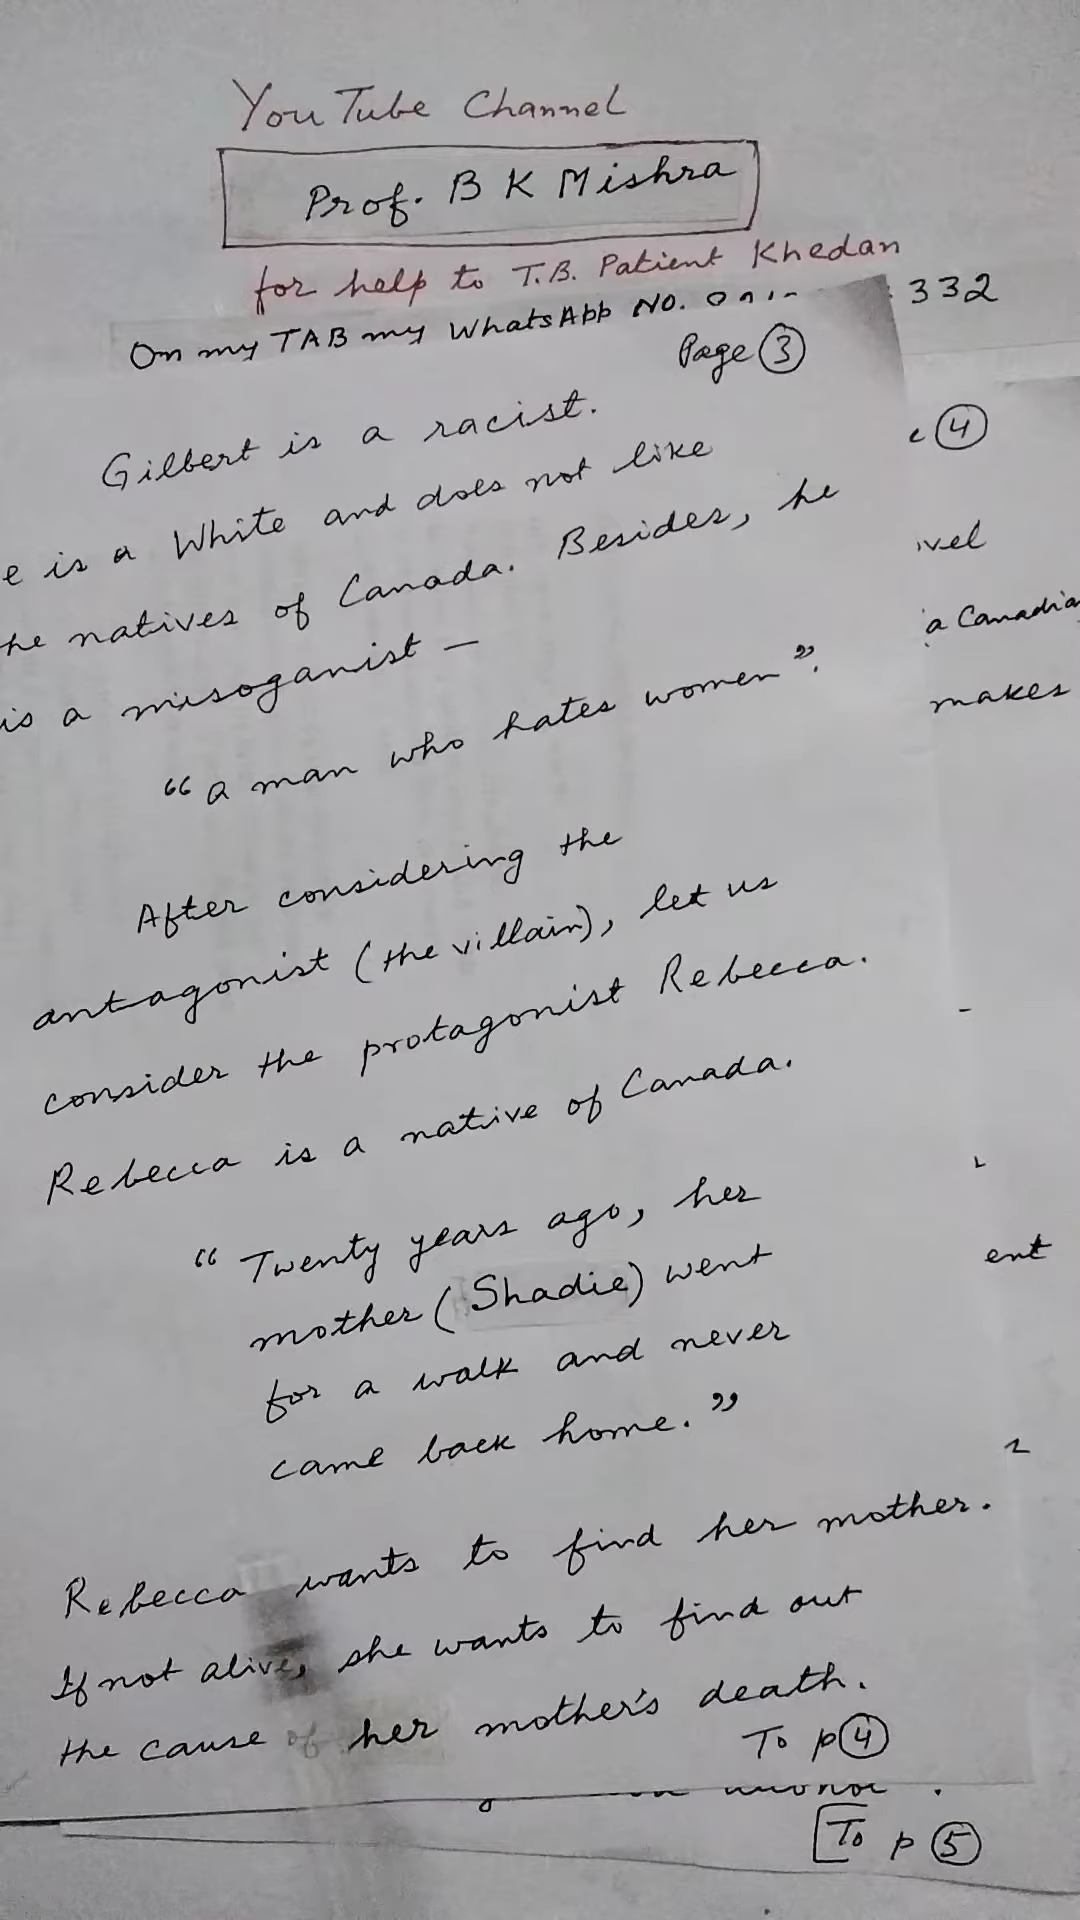 YouTube Channel
Prof. B K Mishra
for help to T.B. Patient Khedan
On my TAB my WhatsApp No. 332
Page 3
Gilbert is a racist.
e is a White and does not like
he natives of Canada. Besides, he
is a misoganist —
"a man who hates women".
After considering the
antagonist (the villain), let us
consider the protagonist Rebecca.
Rebecca is a native of Canada.
"Twenty years ago, her
mother (Shadie) went
for a walk and never
came back home."
Rebecca wants to find her mother.
If not alive, she wants to find out
the cause of her mother's death.
To p 4
4
vel
a Canadia
makes
ent
To p 5